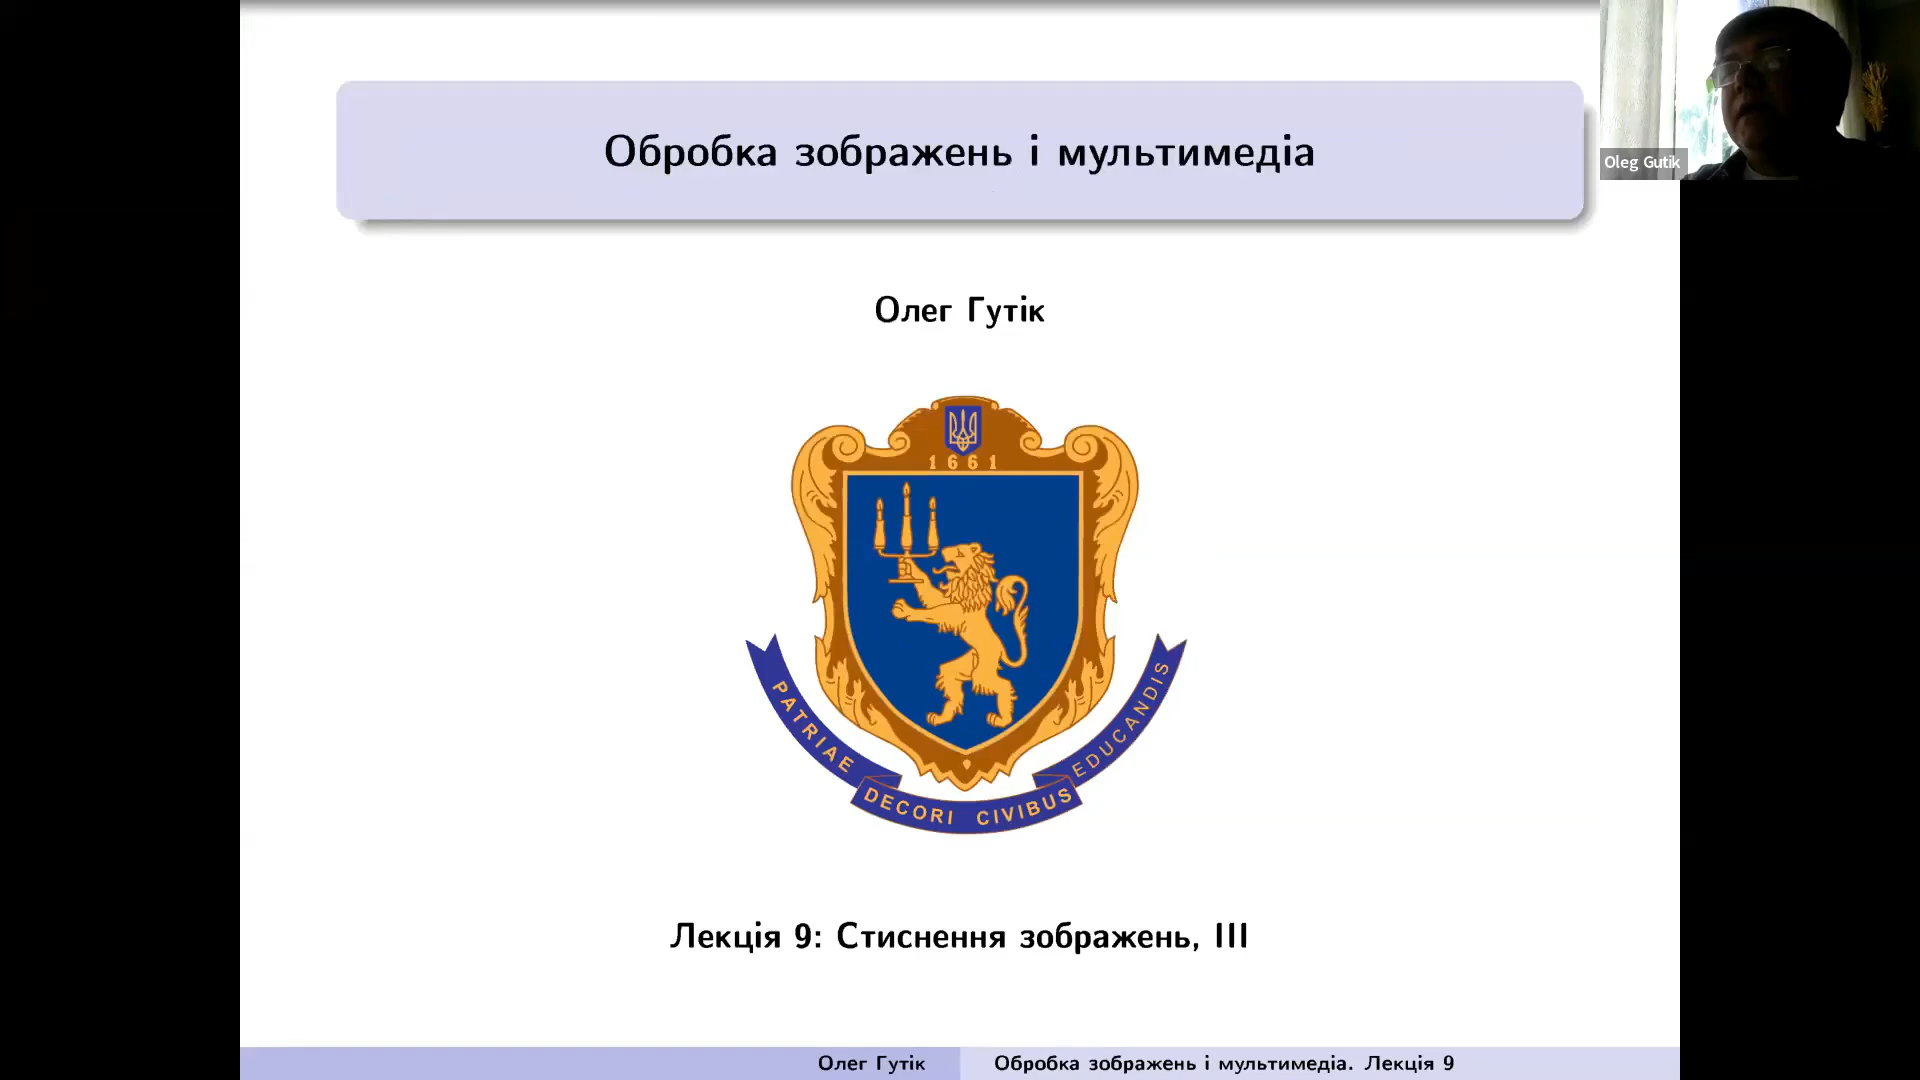 Обробка зображень і мультимедіа
Oleg Gutik
Олег Гутік
1661
PATRIAE DECORI CIVIBUS EDUCANDIS
Лекція 9: Стиснення зображень, III
Олег Гутік
Обробка зображень і мультимедіа. Лекція 9